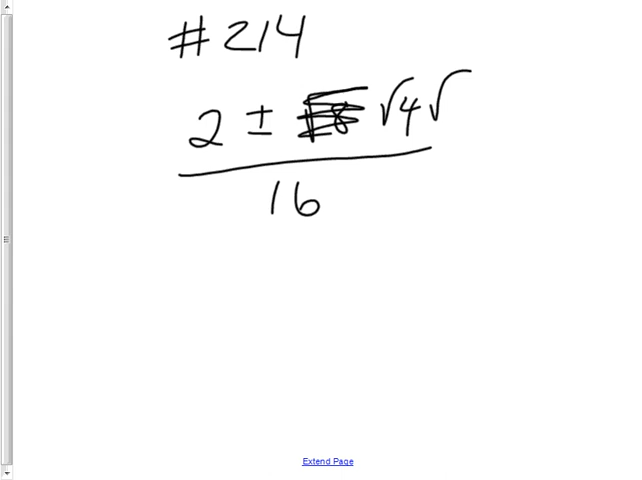 #214
2 ± √4√
16
Extend Page